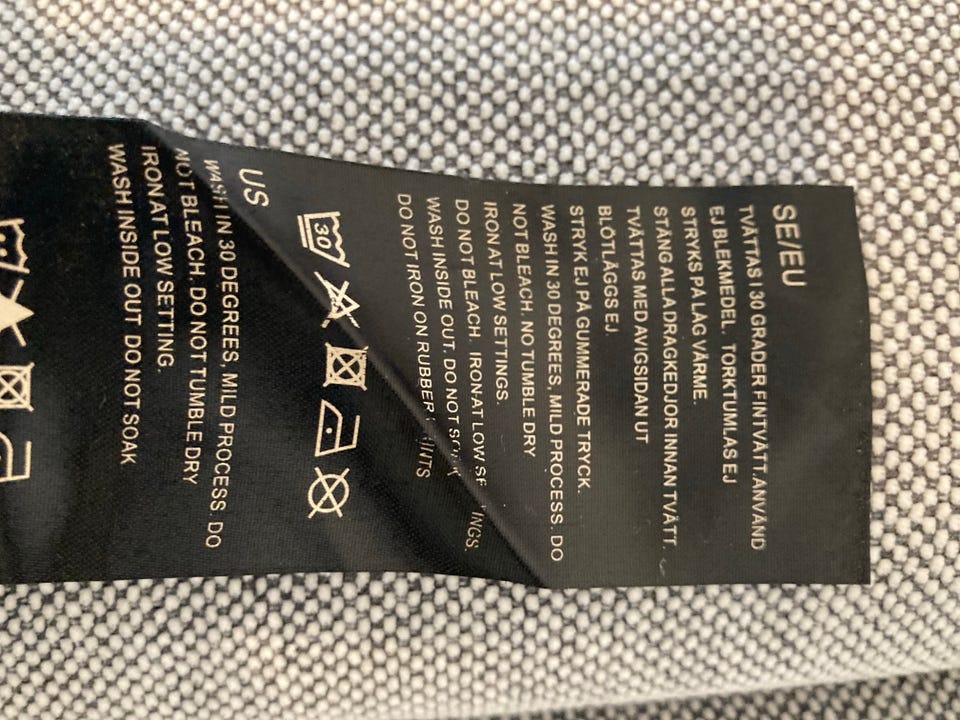 SE/EU
TVÄTTAS I 30 GRADER FINTVÄTT. ANVÄND
EJ BLEKMEDEL. TORKTUMLAS EJ
STRYKS PÅ LÅG VÄRME.
STÄNG ALLA DRAGKEDJOR INNAN TVÄTT.
TVÄTTAS MED AVIGSIDAN UT
BLÖTLÄGGS EJ
STRYK EJ PÅ GUMMERADE TRYCK.
WASH IN 30 DEGREES, MILD PROCESS. DO
NOT BLEACH. NO TUMBLE DRY
IRON AT LOW SETTINGS.
DO NOT BLEACH. IRON AT LOW
WASH INSIDE OUT. DO NOT
DO NOT IRON ON RUBBER
30
US
WASH IN 30 DEGREES, MILD PROCESS. DO
NOT BLEACH. DO NOT TUMBLE DRY
IRON AT LOW SETTING.
WASH INSIDE OUT DO NOT SOAK